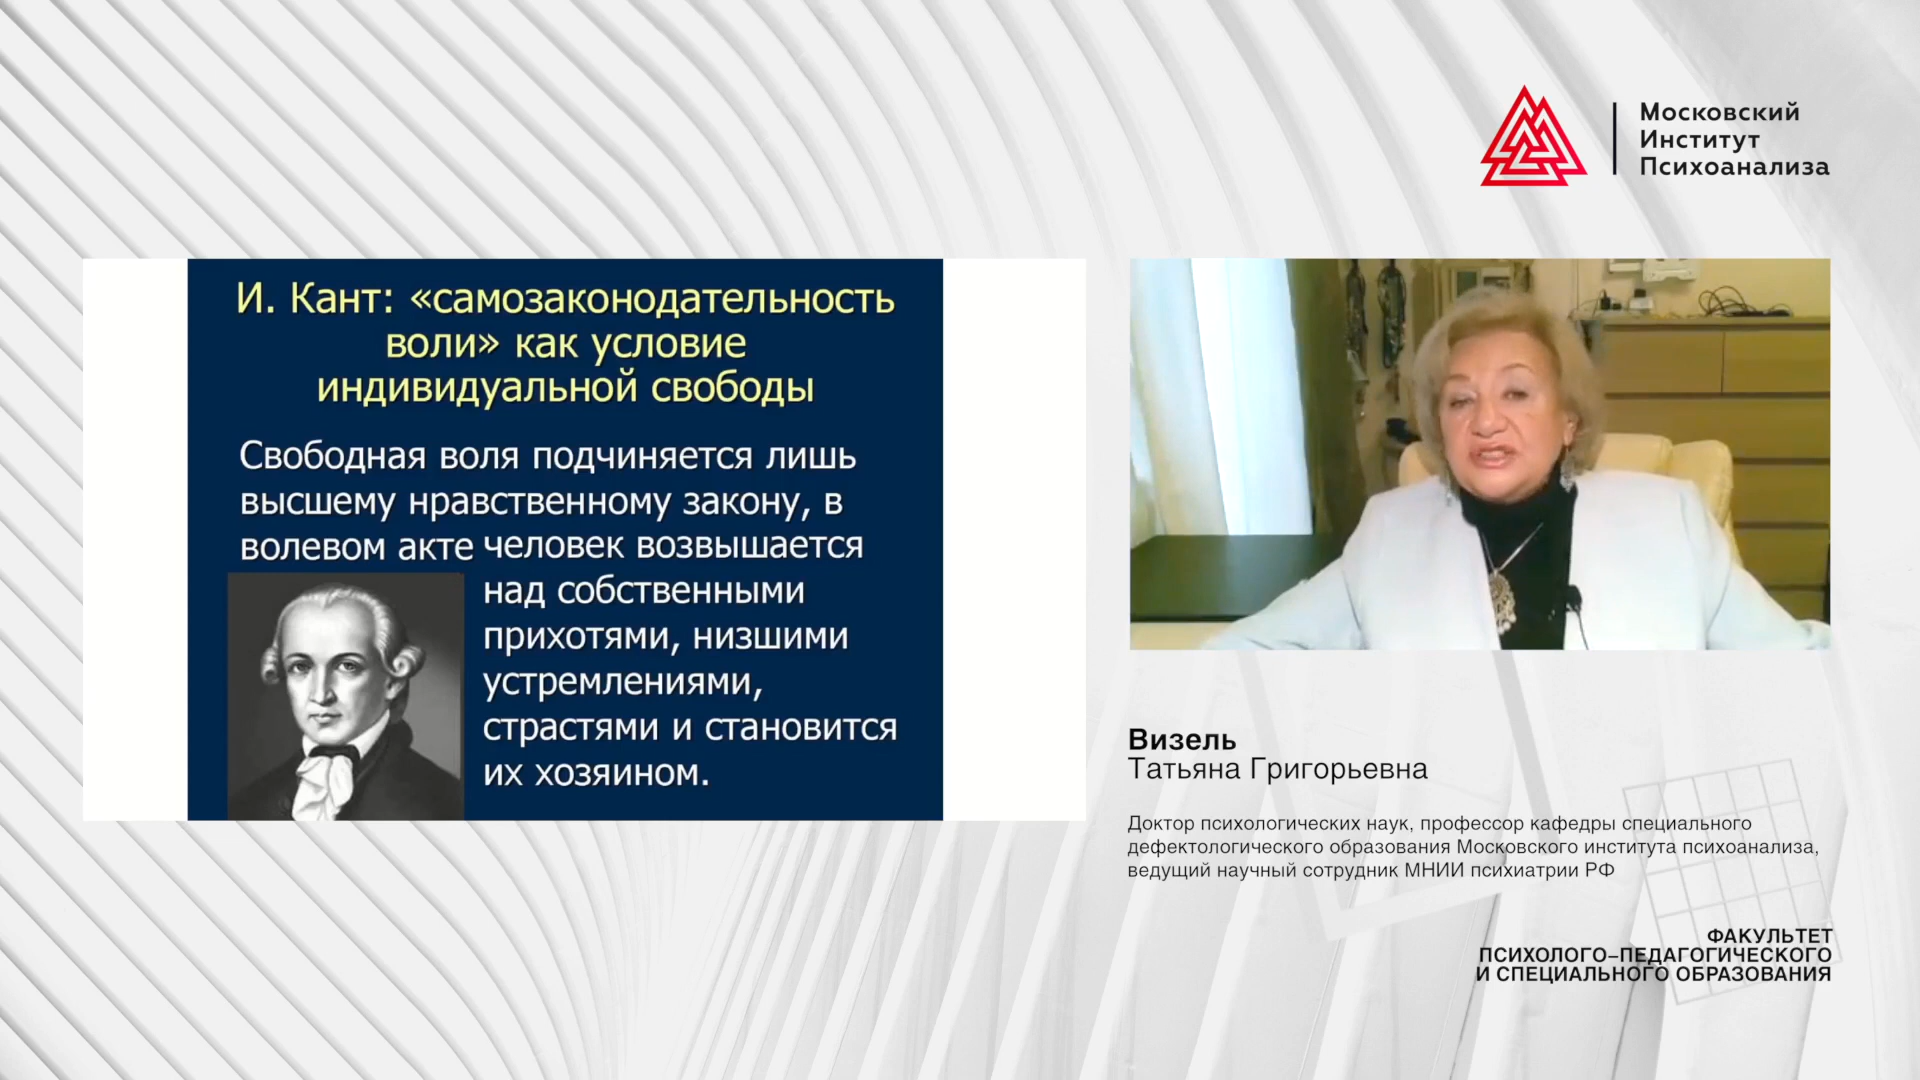 Московский
Институт
Психоанализа
И. Кант: «самозаконодательность
воли» как условие
индивидуальной свободы
Свободная воля подчиняется лишь
высшему нравственному закону, в
волевом акте человек возвышается
над собственными
прихотями, низшими
устремлениями,
страстями и становится
их хозяином.
Визель
Татьяна Григорьевна
Доктор психологических наук, профессор кафедры специального
дефектологического образования Московского института психоанализа,
ведущий научный сотрудник МНИИ психиатрии РФ
ФАКУЛЬТЕТ
ПСИХОЛОГО–ПЕДАГОГИЧЕСКОГО
И СПЕЦИАЛЬНОГО ОБРАЗОВАНИЯ